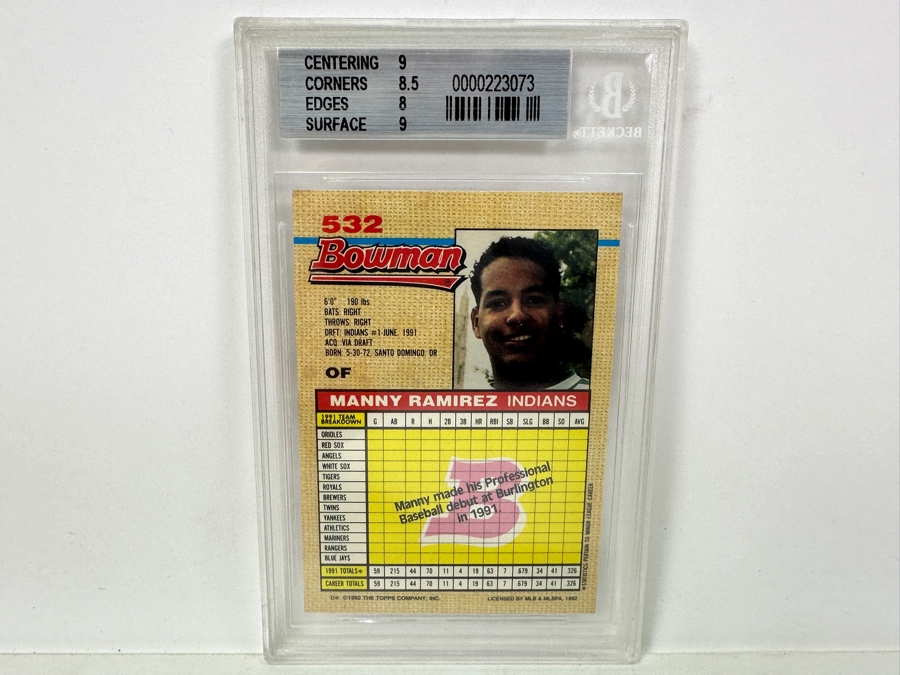 CENTERING 9
CORNERS 8.5 0000223073
EDGES 8
SURFACE 9
BECKETT
532
Bowman
6'0" 190 lbs
BATS: RIGHT
THROWS: RIGHT
DRFT: INDIANS #1-JUNE, 1991
ACQ: VIA DRAFT
BORN: 5-30-72, SANTO DOMINGO, DR
OF
MANNY RAMIREZ INDIANS
1991 TEAM BREAKDOWN G AB R H 2B 3B HR RBI SB SLG BB SO AVG
ORIOLES
RED SOX
ANGELS
WHITE SOX
TIGERS
ROYALS
BREWERS
TWINS
YANKEES
ATHLETICS
MARINERS
RANGERS
BLUE JAYS
B
Manny made his Professional
Baseball debut at Burlington
in 1991.
1991 TOTALS 59 215 44 70 11 4 19 63 7 .679 34 41 .326
CAREER TOTALS 59 215 44 70 11 4 19 63 7 .679 34 41 .326
STATISTICS PERTAIN TO MINOR LEAGUE CAREER
©1992 THE TOPPS COMPANY, INC. LICENSED BY MLB & MLBPA, 1992